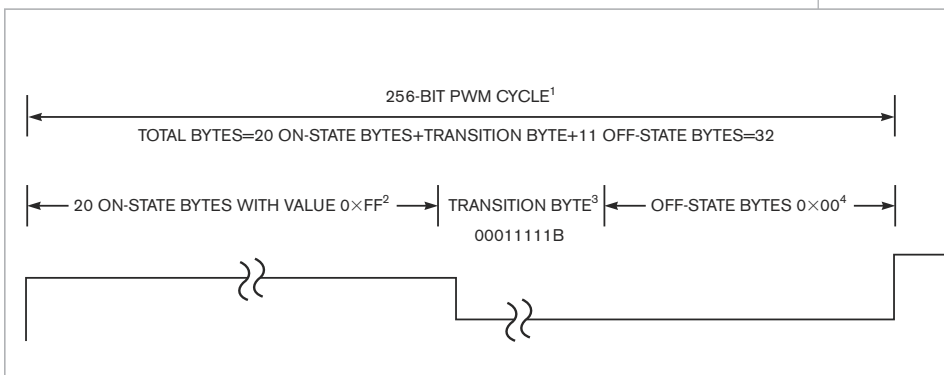 256-BIT PWM CYCLE¹
TOTAL BYTES=20 ON-STATE BYTES+TRANSITION BYTE+11 OFF-STATE BYTES=32
20 ON-STATE BYTES WITH VALUE 0×FF²
TRANSITION BYTE³
00011111B
OFF-STATE BYTES 0×00⁴